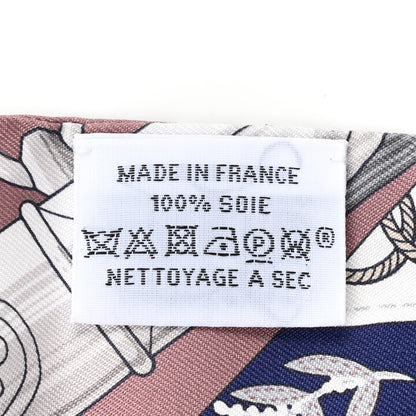 MADE IN FRANCE
100% SOIE
P W ®
NETTOYAGE A SEC